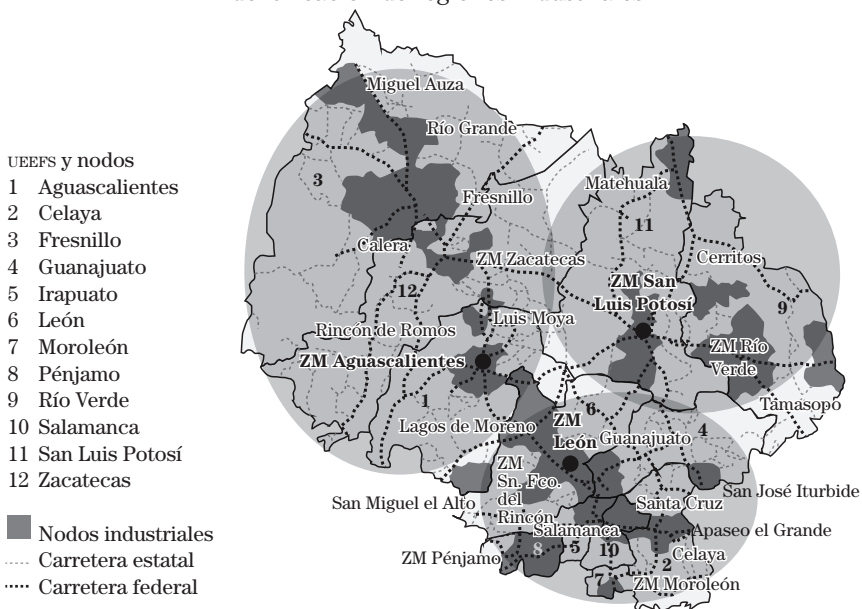 UEEFS y nodos
1 Aguascalientes
2 Celaya
3 Fresnillo
4 Guanajuato
5 Irapuato
6 León
7 Moroleón
8 Pénjamo
9 Río Verde
10 Salamanca
11 San Luis Potosí
12 Zacatecas
Nodos industriales
Carretera estatal
Carretera federal
Miguel Auza
Río Grande
3
Fresnillo
Matehuala
11
Calera
ZM Zacatecas
Cerritos
12
ZM San
Luis Potosí
9
Rincón de Romos
Luis Moya
ZM Aguascalientes
ZM Río
Verde
1
Tamasopo
Lagos de Moreno
6
ZM
León
Guanajuato
4
ZM
Sn. Fco.
del
Rincón
San Miguel el Alto
Santa Cruz
San José Iturbide
Salamanca
Apaseo el Grande
ZM Pénjamo
8
5
10
Celaya
2
7
ZM Moroleón